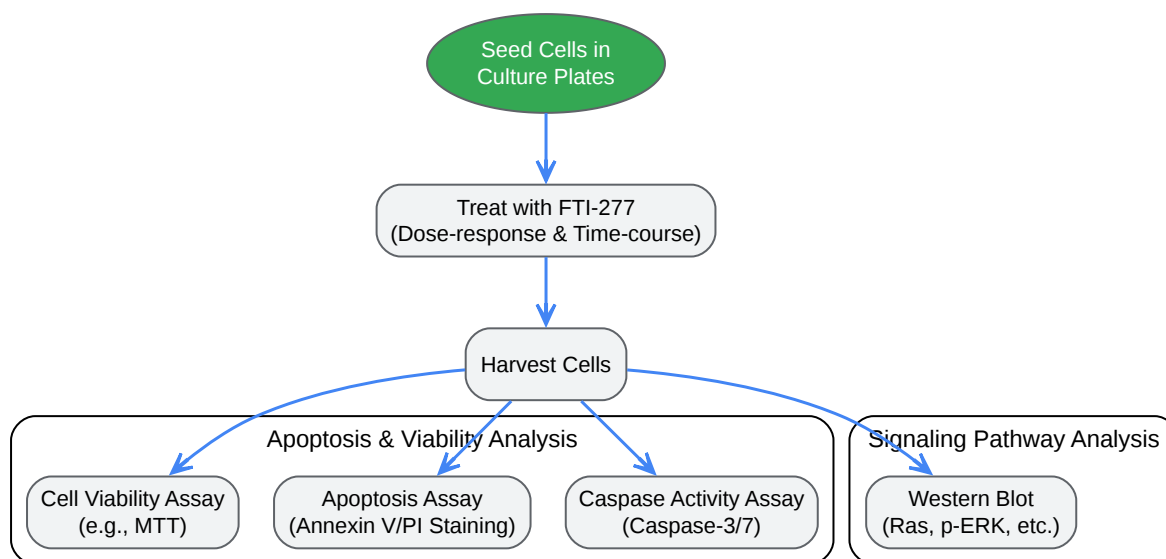 Seed Cells in
Culture Plates
Treat with FTI-277
(Dose-response & Time-course)
Harvest Cells
Apoptosis & Viability Analysis
Signaling Pathway Analysis
Cell Viability Assay
(e.g., MTT)
Apoptosis Assay
(Annexin V/PI Staining)
Caspase Activity Assay
(Caspase-3/7)
Western Blot
(Ras, p-ERK, etc.)